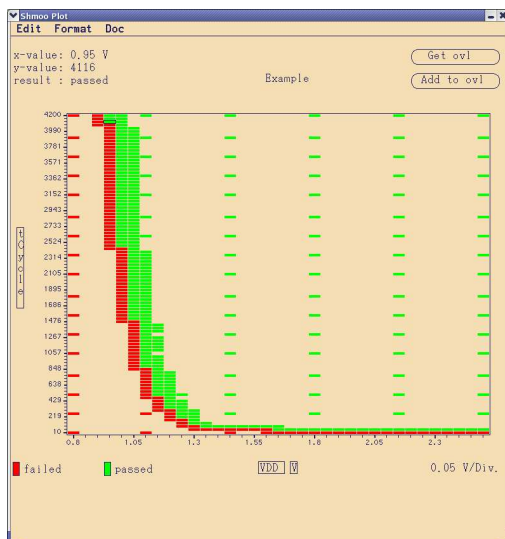 Shmoo Plot
Edit Format Doc
x-value: 0.95 V
y-value: 4116
result : passed
Example
Get ovl
Add to ovl
4200
3990
3781
3571
3362
3152
2943
2733
2524
2314
2105
1895
1686
1476
1267
1057
848
638
429
219
10
tCycle
0.8 1.05 1.3 1.55 1.8 2.05 2.3
failed passed VDD V 0.05 V/Div.